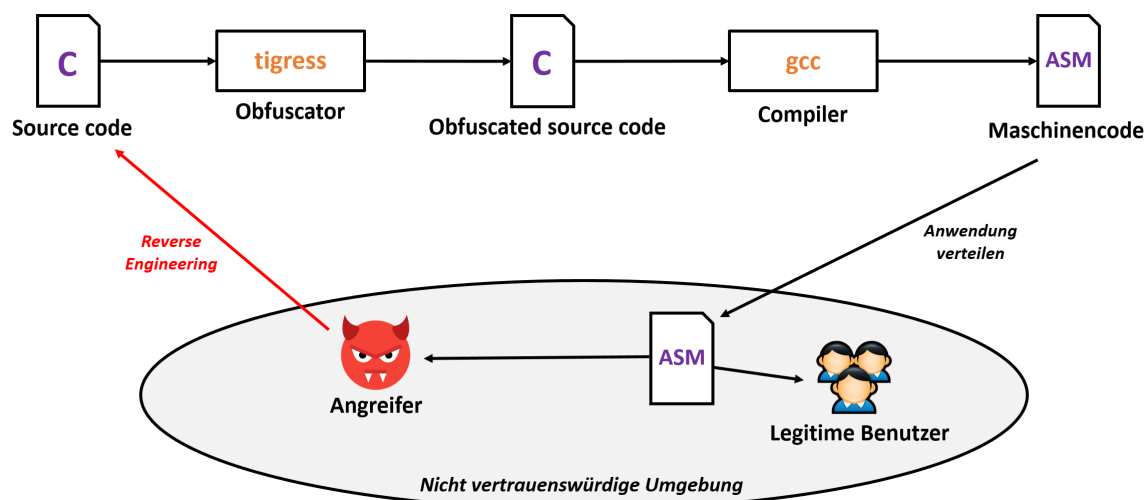 C
tigress
C
gcc
ASM
Source code
Obfuscator
Obfuscated source code
Compiler
Maschinencode
Reverse
Engineering
Anwendung
verteilen
ASM
Angreifer
Legitime Benutzer
Nicht vertrauenswürdige Umgebung